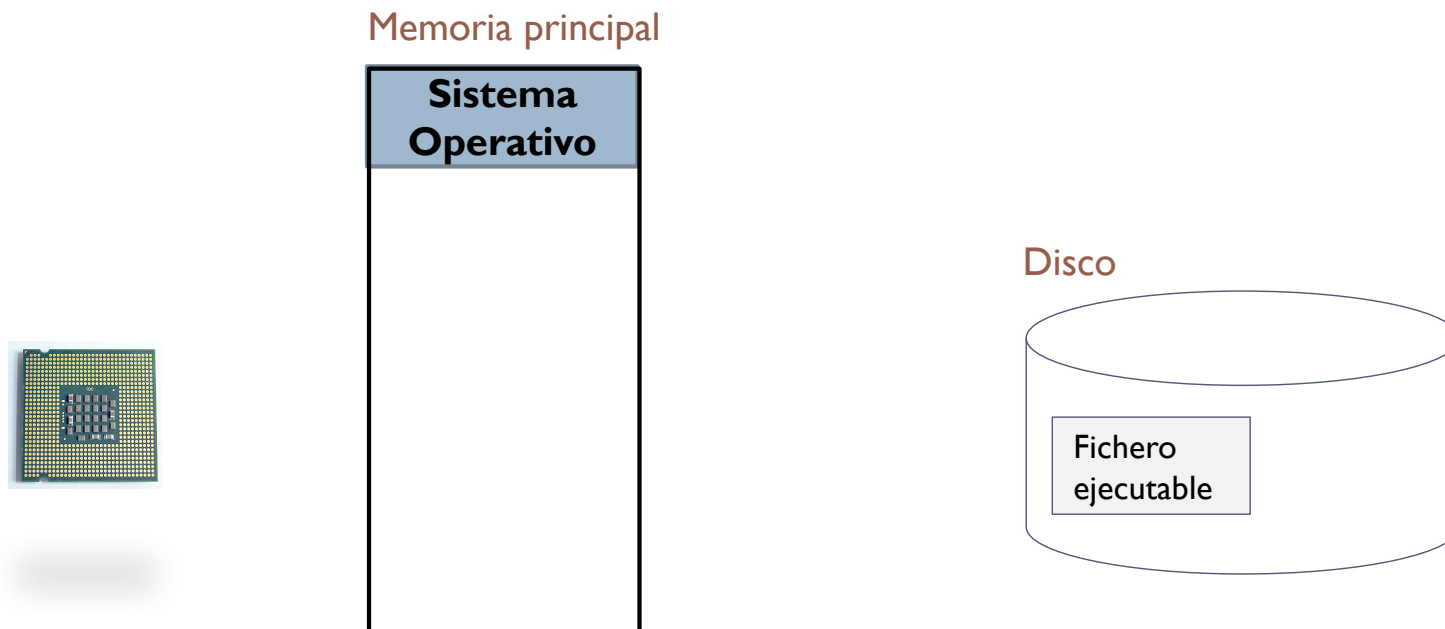 Memoria principal
Sistema
Operativo
Disco
Fichero
ejecutable